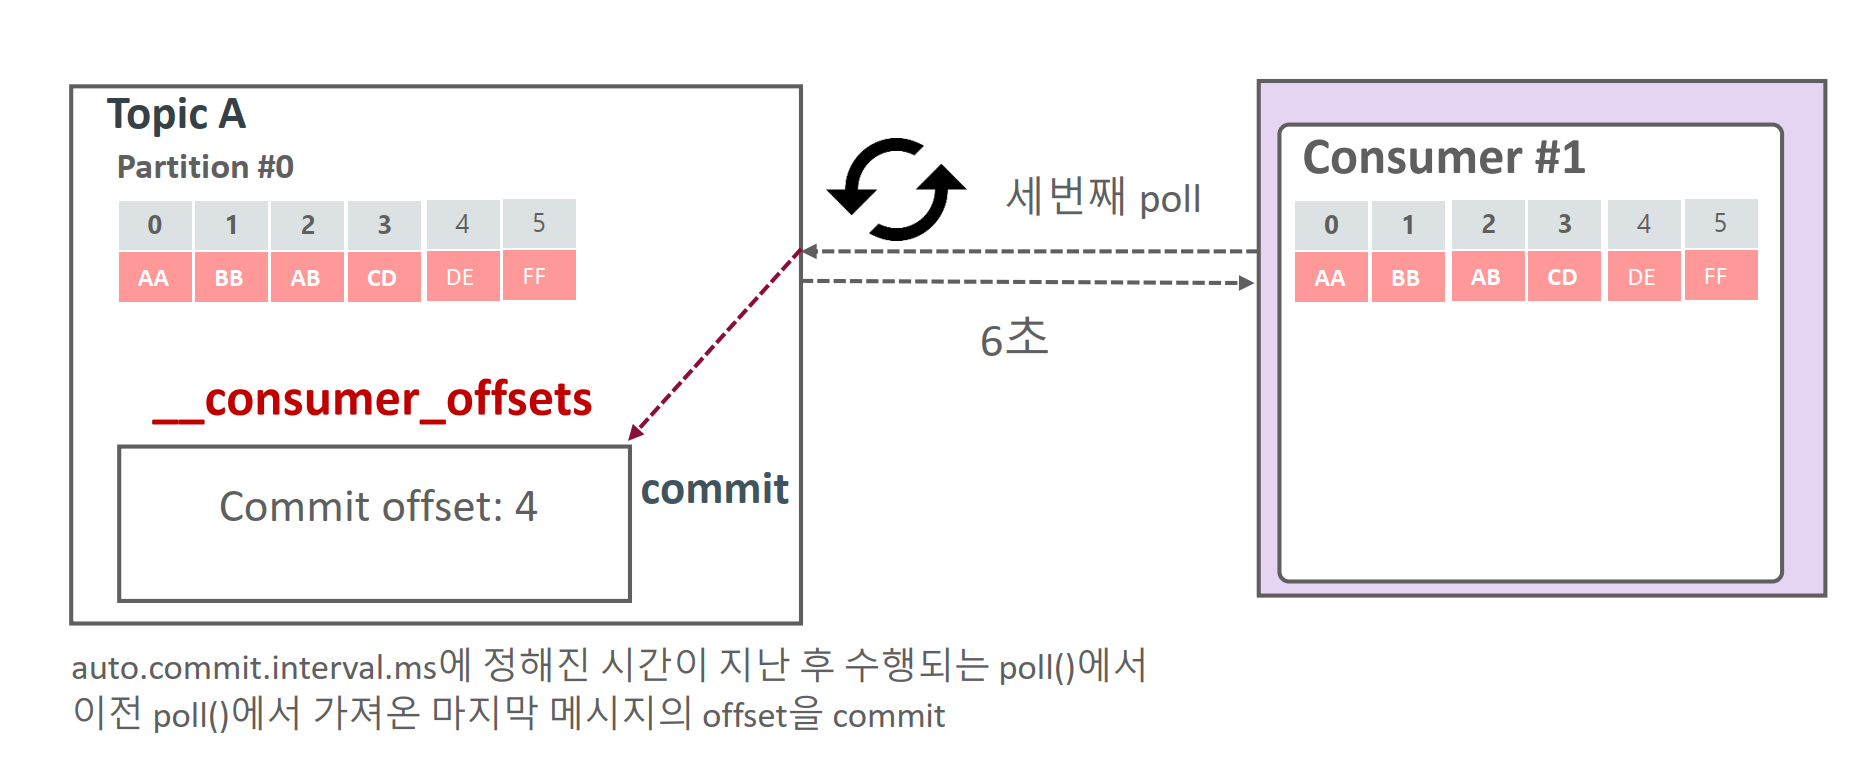 Topic A
Partition #0
0 1 2 3 4 5
AA BB AB CD DE FF
__consumer_offsets
Commit offset: 4
commit
세번째 poll
6초
Consumer #1
0 1 2 3 4 5
AA BB AB CD DE FF
auto.commit.interval.ms에 정해진 시간이 지난 후 수행되는 poll()에서
이전 poll()에서 가져온 마지막 메시지의 offset을 commit